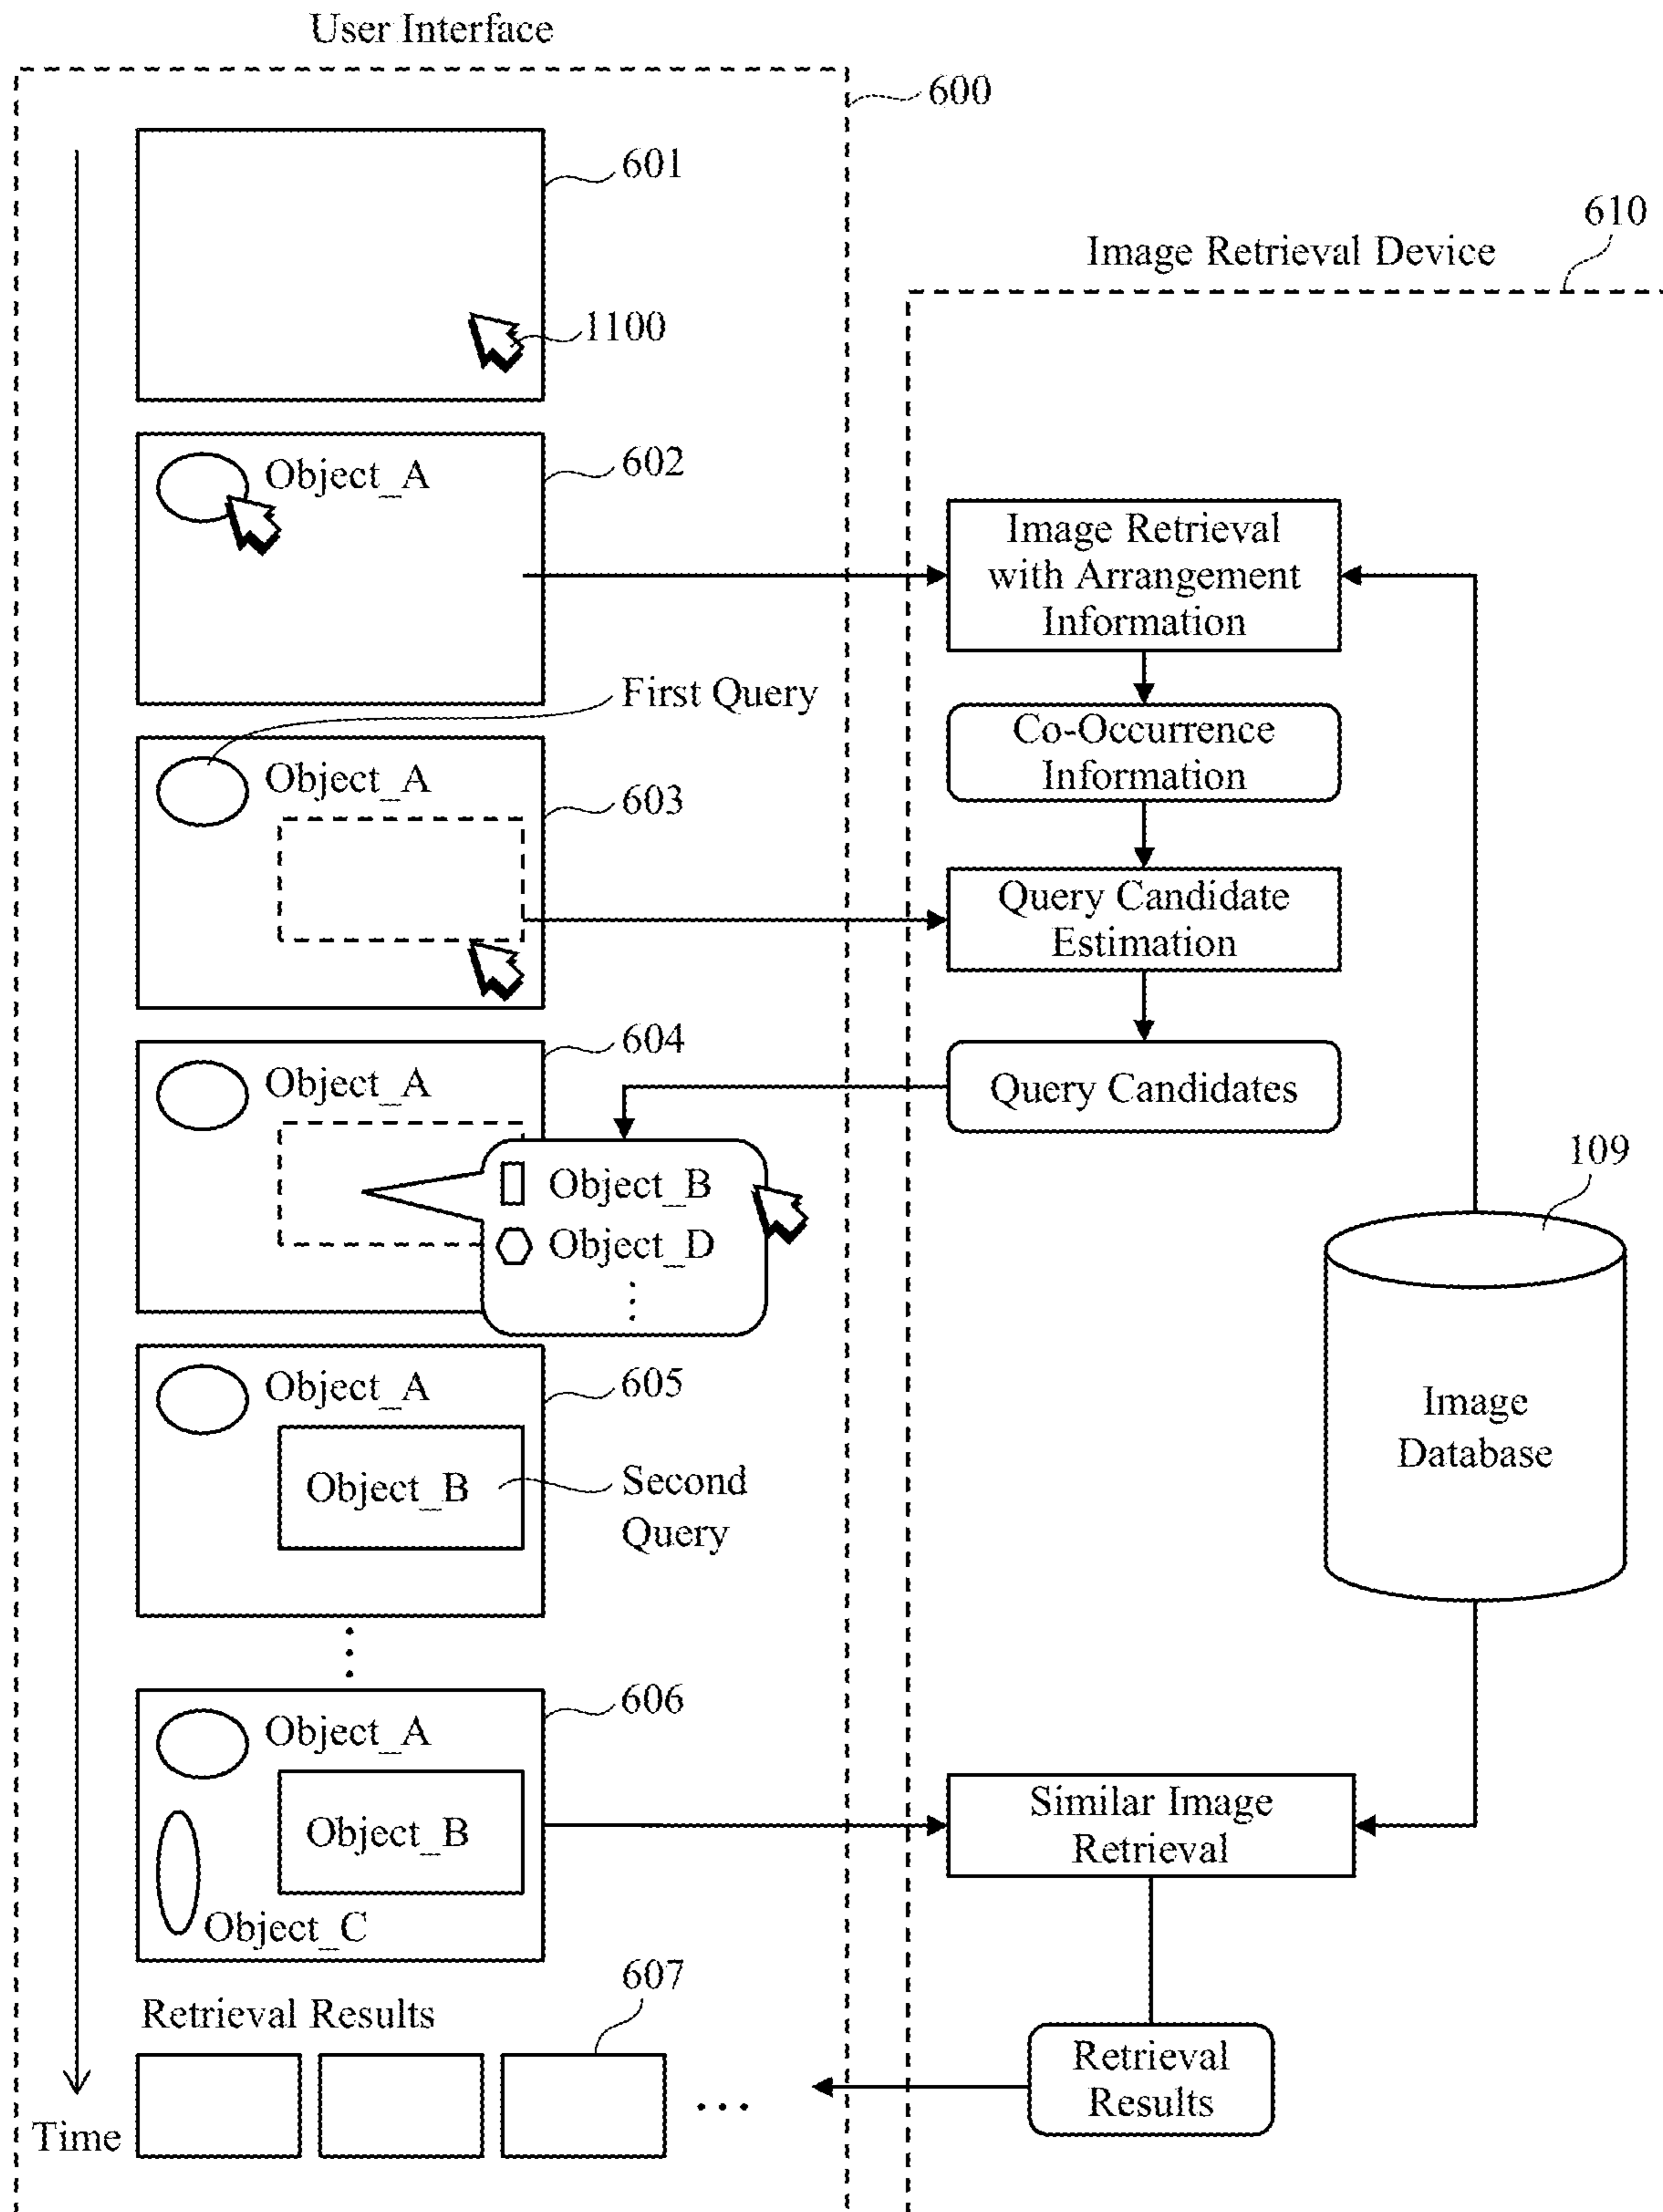 User Interface
600
601
610
Image Retrieval Device
1100
Object_A
602
Image Retrieval
with Arrangement
Information
First Query
Co-Occurrence
Information
Object_A
603
Query Candidate
Estimation
604
Object_A
Query Candidates
109
Object_B
Object_D
Object_A
605
Image
Database
Object_B
Second
Query
606
Object_A
Similar Image
Retrieval
Object_B
Object_C
607
Retrieval Results
Retrieval
Results
Time